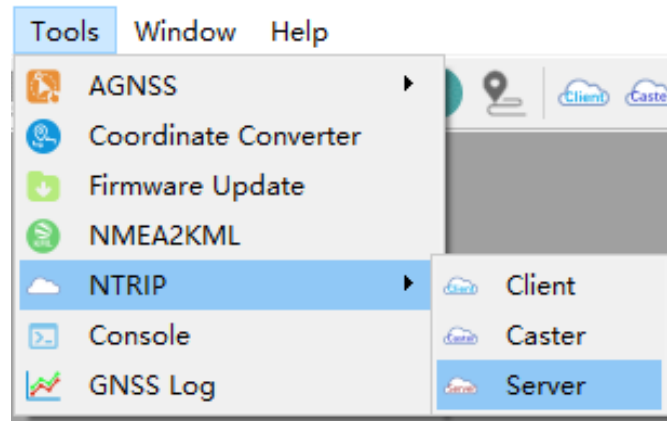 Tools Window Help
AGNSS
Client Caste
Coordinate Converter
Firmware Update
NMEA2KML
NTRIP
Client
Console
Caster
GNSS Log
Server